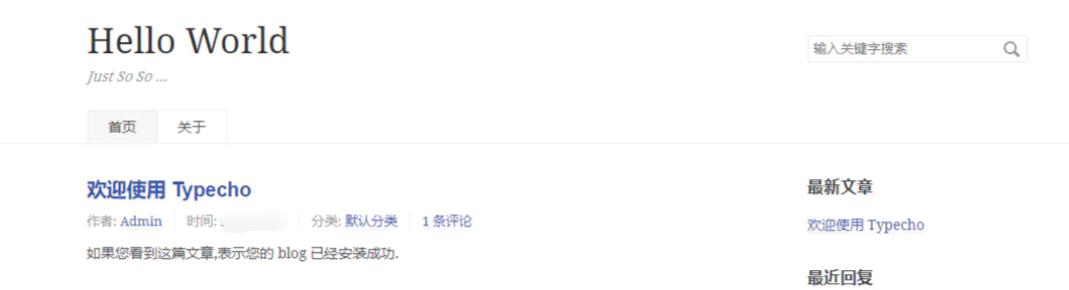 Hello World
Just So So ...
输入关键字搜索
首页 关于
欢迎使用 Typecho
作者: Admin 时间: 分类: 默认分类 1 条评论
如果您看到这篇文章,表示您的 blog 已经安装成功.
最新文章
欢迎使用 Typecho
最近回复